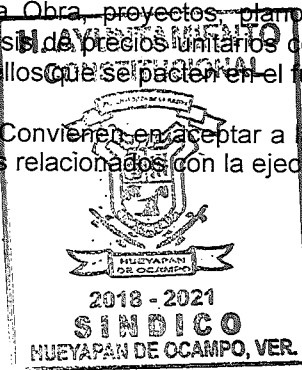 a Obra, proyectos, plano
H. AYUNTAMIENTO
sis de precios unitarios c
CONSTITUCIONAL
llos que se pacten en el f
Convienen en aceptar a
s relacionados con la ejec
HUEYAPAN
DE OCAMPO
2018 - 2021
SINDICO
HUEYAPAN DE OCAMPO, VER.